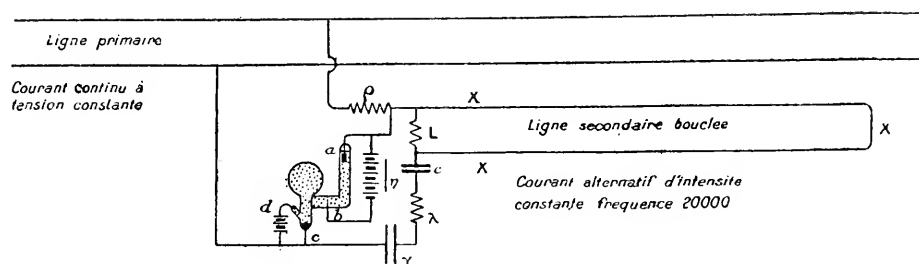 Ligne primaire
Courant continu à
tension constante
ρ
X
L
Ligne secondaire bouclee
X
a
c
X
η
Courant alternatif d'intensite
constante frequence 20000
d
b
λ
c
γ